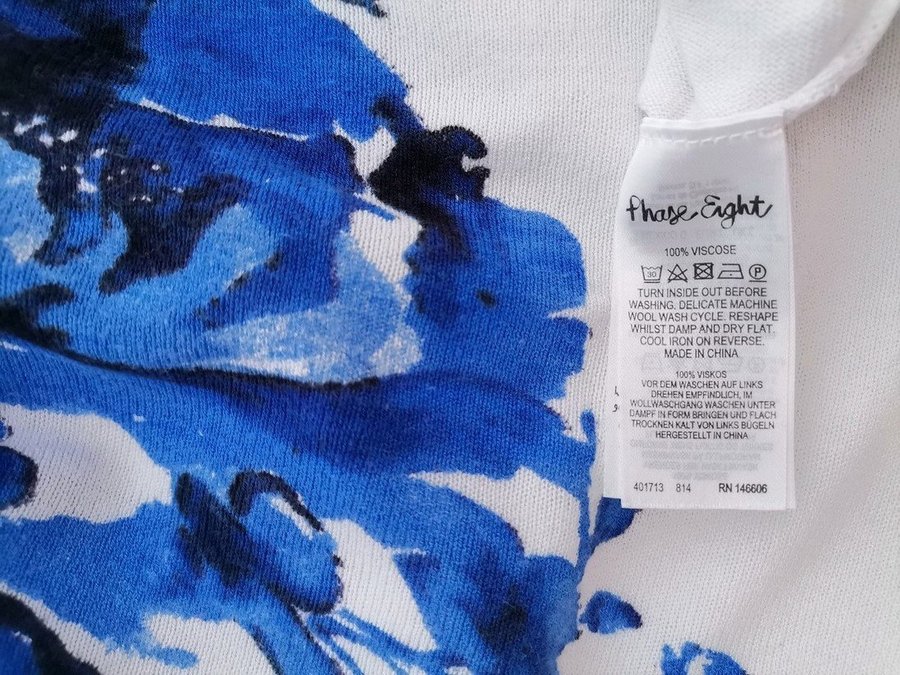 Phase Eight
100% VISCOSE
30 P
TURN INSIDE OUT BEFORE
WASHING. DELICATE MACHINE
WOOL WASH CYCLE. RESHAPE
WHILST DAMP AND DRY FLAT.
COOL IRON ON REVERSE.
MADE IN CHINA
100% VISKOS
VOR DEM WASCHEN AUF LINKS
DREHEN EMPFINDLICH, IM
WOLLWASCHGANG WASCHEN UNTER
DAMPF IN FORM BRINGEN UND FLACH
TROCKNEN KALT VON LINKS BÜGELN
HERGESTELLT IN CHINA
401713 814 RN 146606